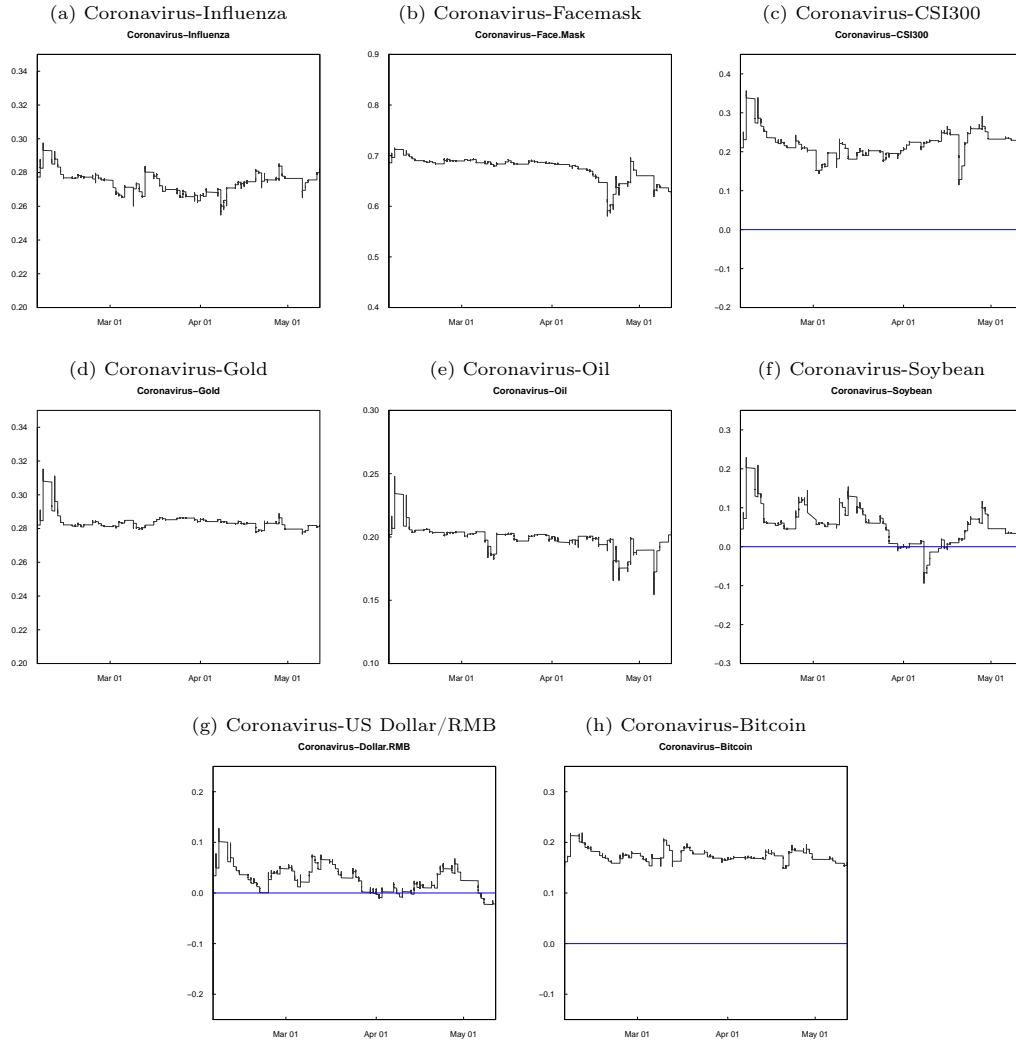 (a) Coronavirus-Influenza
(b) Coronavirus-Facemask
(c) Coronavirus-CSI300
Coronavirus−Influenza
Coronavirus−Face.Mask
Coronavirus−CSI300
0.34
0.32
0.30
0.28
0.26
0.24
0.22
0.20
Mar 01
Apr 01
May 01
0.9
0.8
0.7
0.6
0.5
0.4
Mar 01
Apr 01
May 01
0.4
0.3
0.2
0.1
0.0
−0.1
−0.2
Mar 01
Apr 01
May 01
(d) Coronavirus-Gold
(e) Coronavirus-Oil
(f) Coronavirus-Soybean
Coronavirus−Gold
Coronavirus−Oil
Coronavirus−Soybean
0.34
0.32
0.30
0.28
0.26
0.24
0.22
0.20
Mar 01
Apr 01
May 01
0.30
0.25
0.20
0.15
0.10
Mar 01
Apr 01
May 01
0.3
0.2
0.1
0.0
−0.1
−0.2
−0.3
Mar 01
Apr 01
May 01
(g) Coronavirus-US Dollar/RMB
(h) Coronavirus-Bitcoin
Coronavirus−Dollar.RMB
Coronavirus−Bitcoin
0.2
0.1
0.0
−0.1
−0.2
Mar 01
Apr 01
May 01
0.3
0.2
0.1
0.0
−0.1
Mar 01
Apr 01
May 01